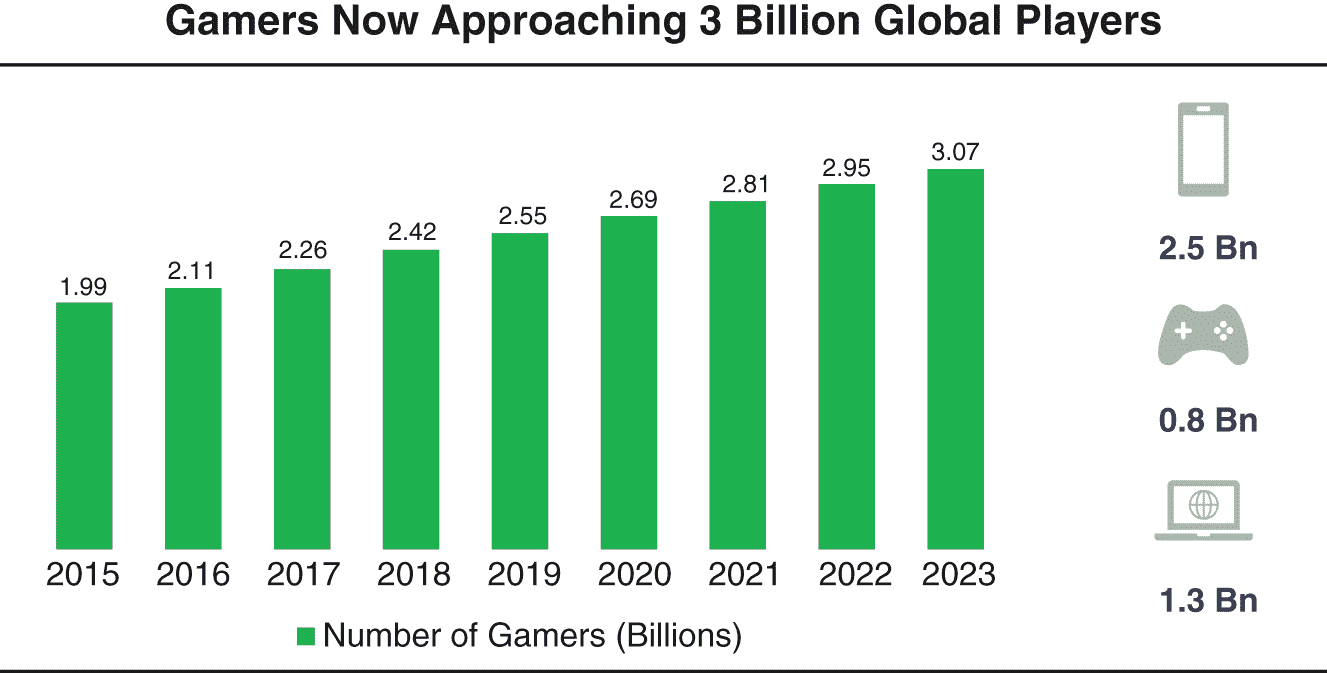 Gamers Now Approaching 3 Billion Global Players
1.99
2.11
2.26
2.42
2.55
2.69
2.81
2.95
3.07
2015 2016 2017 2018 2019 2020 2021 2022 2023
Number of Gamers (Billions)
2.5 Bn
0.8 Bn
1.3 Bn